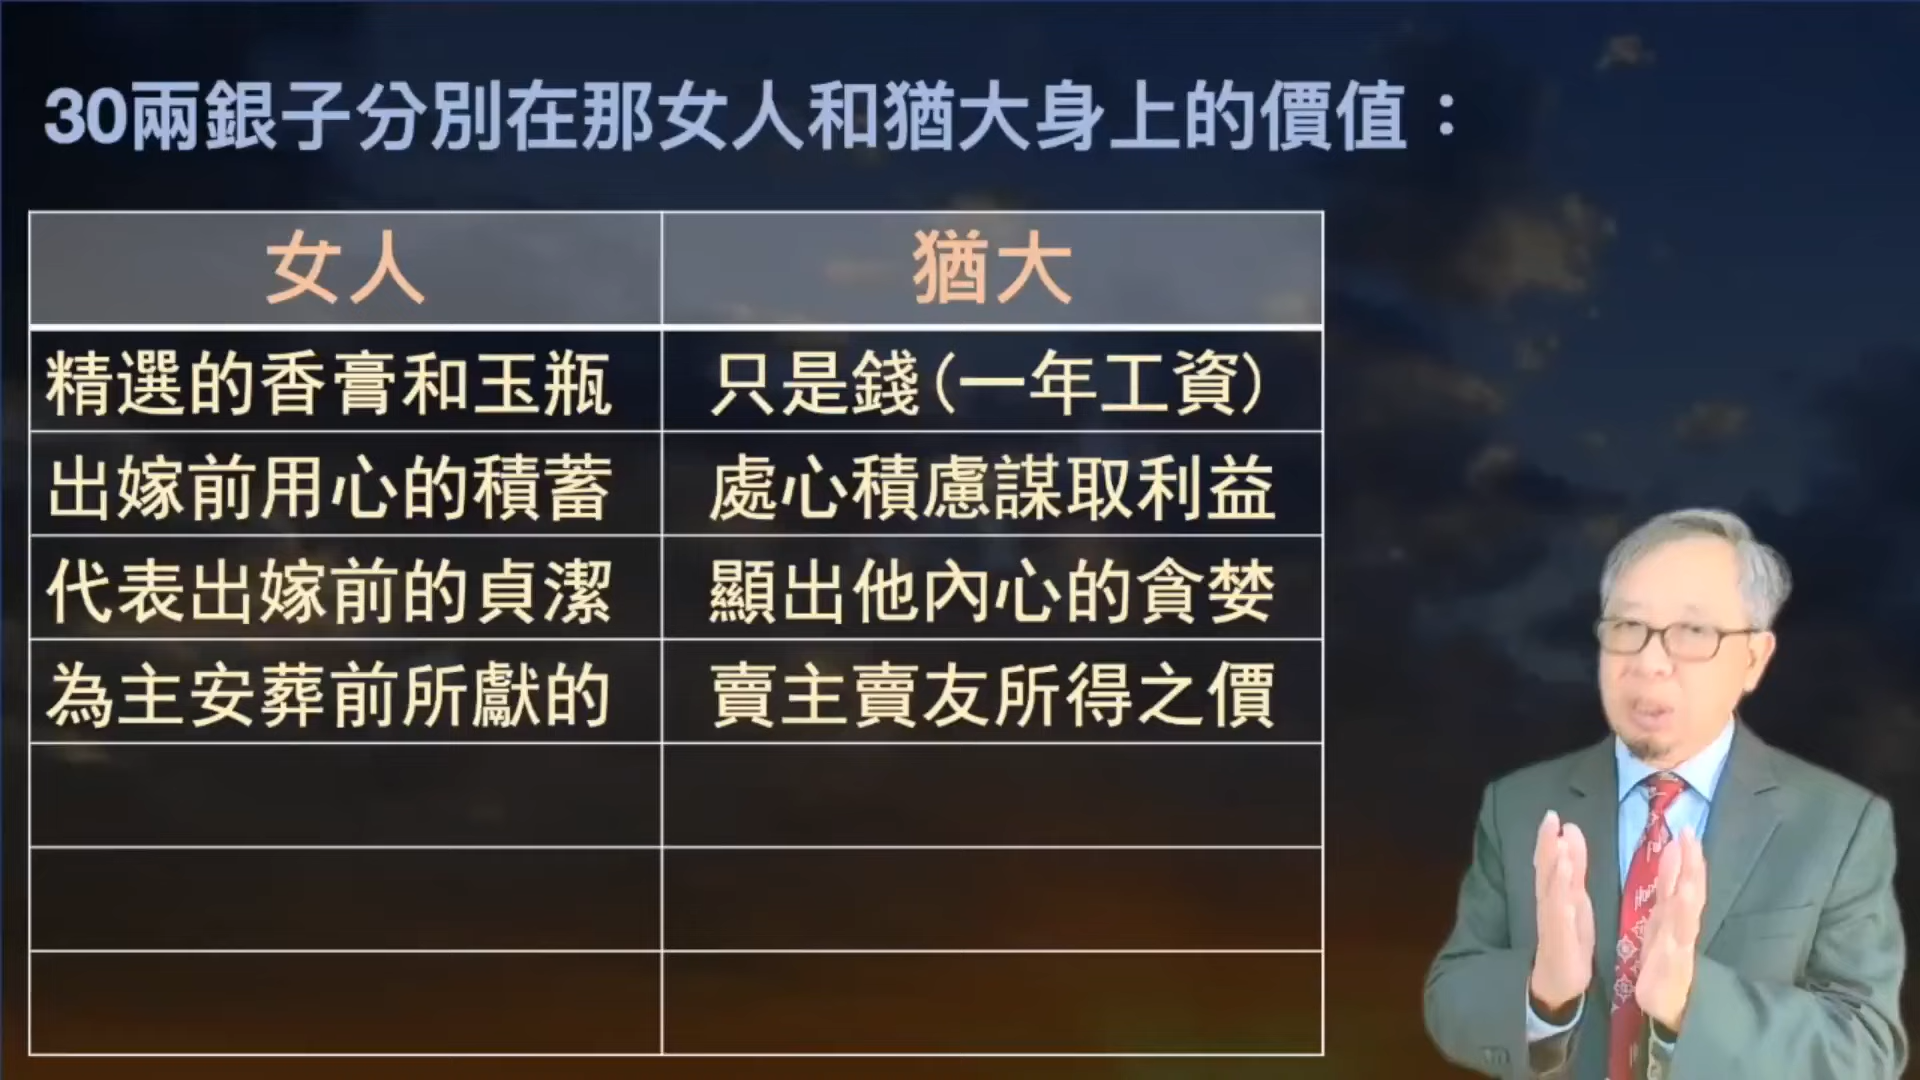 30兩銀子分別在那女人和猶大身上的價值：
女人 猶大
精選的香膏和玉瓶 只是錢(一年工資)
出嫁前用心的積蓄 處心積慮謀取利益
代表出嫁前的貞潔 顯出他內心的貪婪
為主安葬前所獻的 賣主賣友所得之價